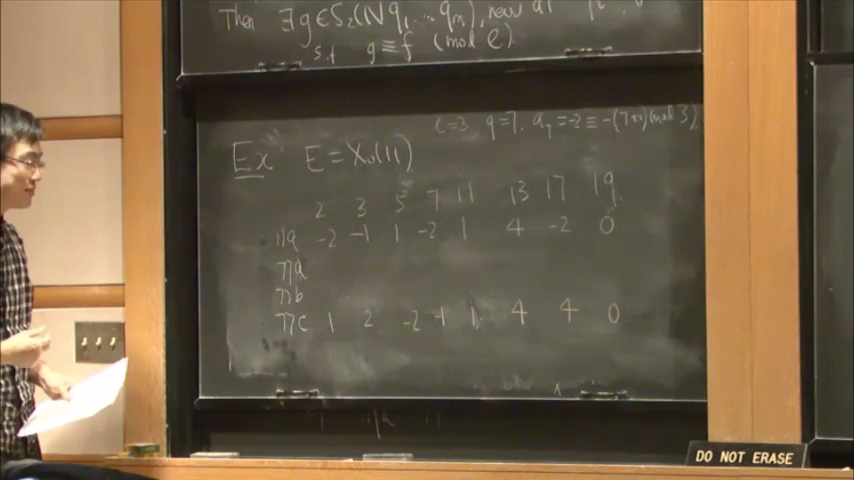 Then ∃ g ∈ S₂(N q₁ … qₘ), new at
s.t g ≡ f (mod ℓ)
ℓ=3 q=7. a₇ = -2 ≡ -(7+1) (mod 3).
Ex E = X₀(11)
2 3 5 7 11 13 17 19
11a -2 -1 1 -2 1 4 -2 0
77a
77b
77c 1 2 -2 -1 1 4 4 0
DO NOT ERASE